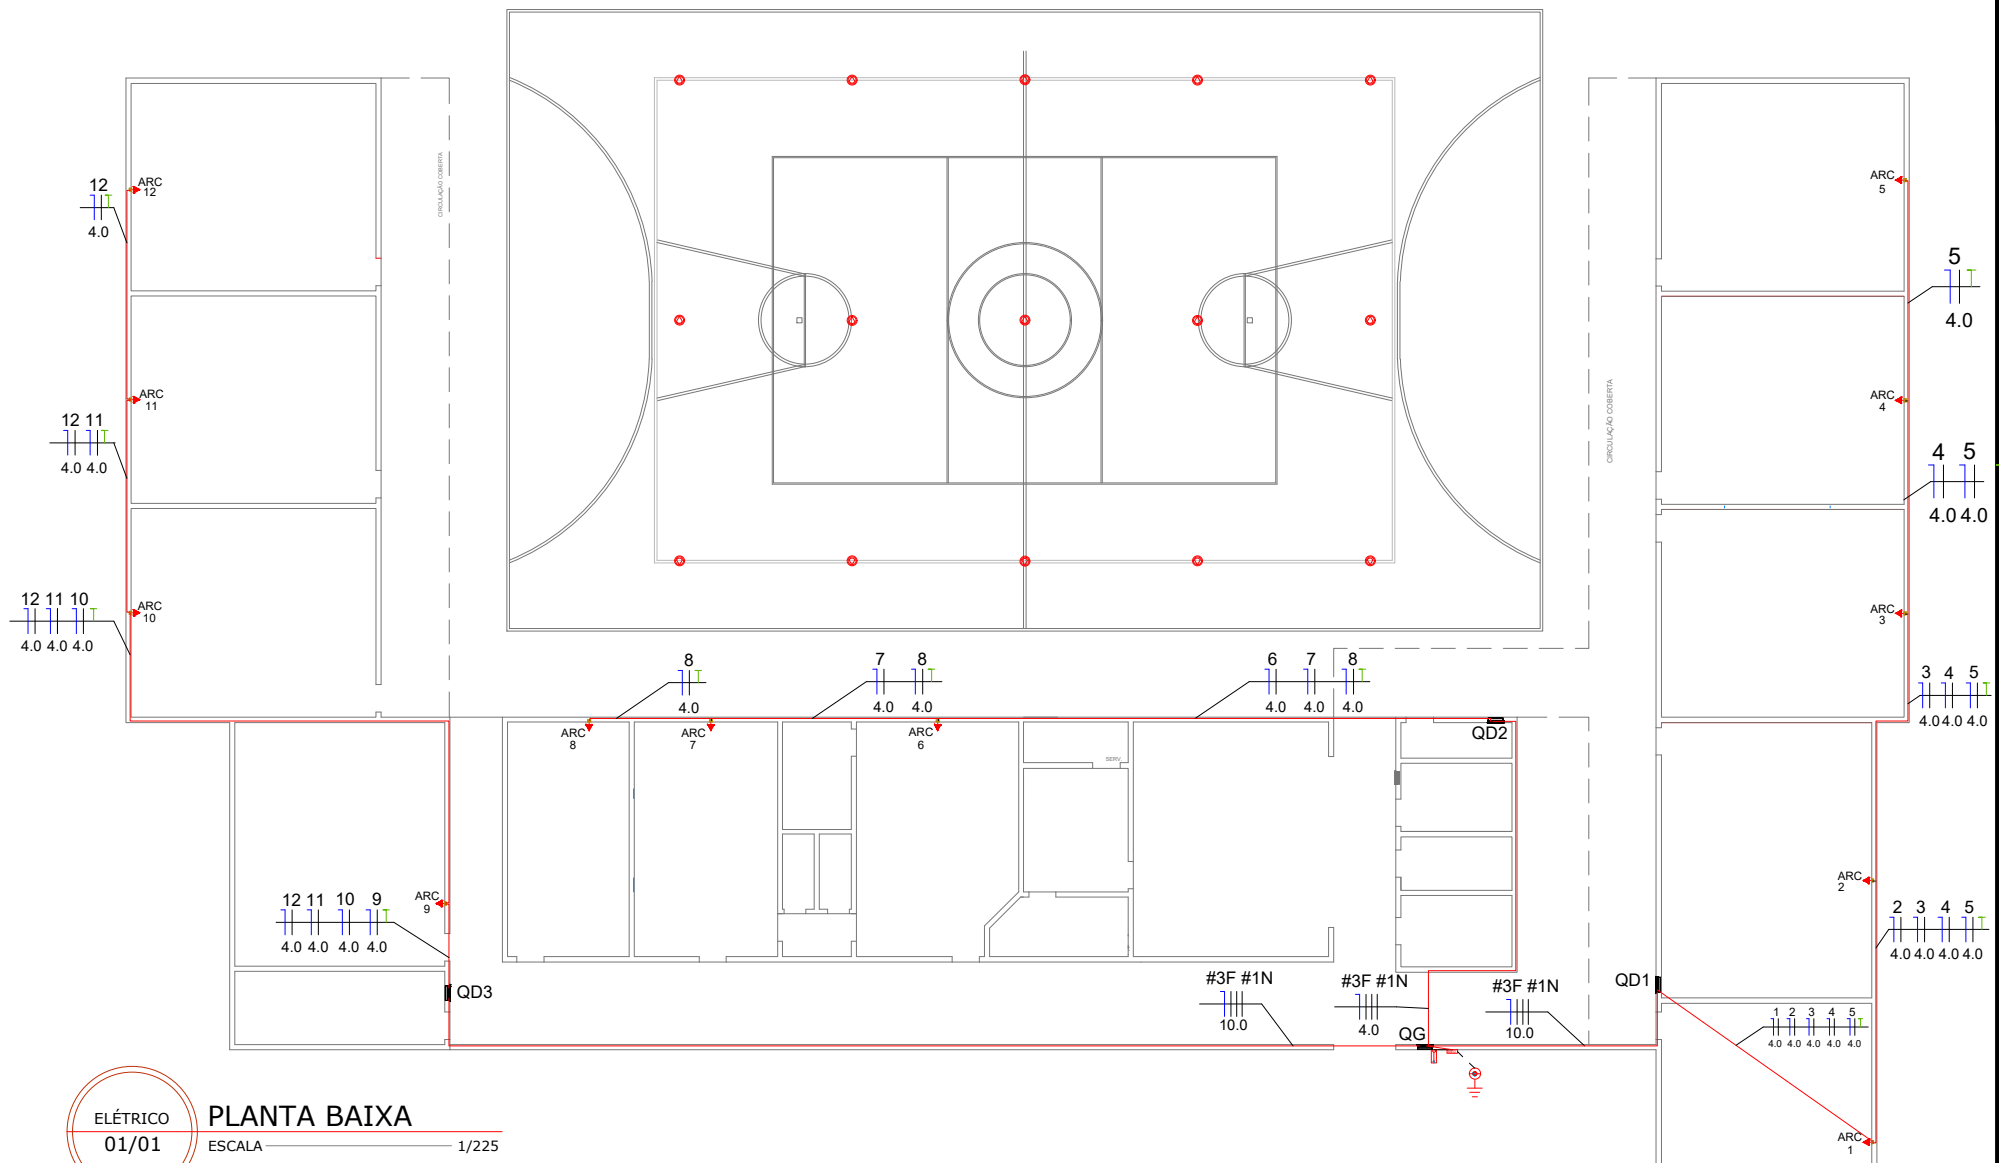 CIRCULAÇÃO COBERTA
12
4.0
ARC
12
ARC
5
5
4.0
CIRCULAÇÃO COBERTA
ARC
11
12 11
4.0 4.0
ARC
4
4 5
4.0 4.0
12 11 10
4.0 4.0 4.0
ARC
10
ARC
3
3 4 5
4.0 4.0 4.0
8
4.0
7 8
4.0 4.0
6 7 8
4.0 4.0 4.0
ARC
8
ARC
7
ARC
6
QD2
SERV.
ARC
9
12 11 10 9
4.0 4.0 4.0 4.0
ARC
2
2 3 4 5
4.0 4.0 4.0 4.0
QD3
#3F #1N
10.0
#3F #1N
4.0
#3F #1N
10.0
QD1
QG
1 2 3 4 5
4.0 4.0 4.0 4.0 4.0
ARC
1
ELÉTRICO
01/01
PLANTA BAIXA
ESCALA 1/225